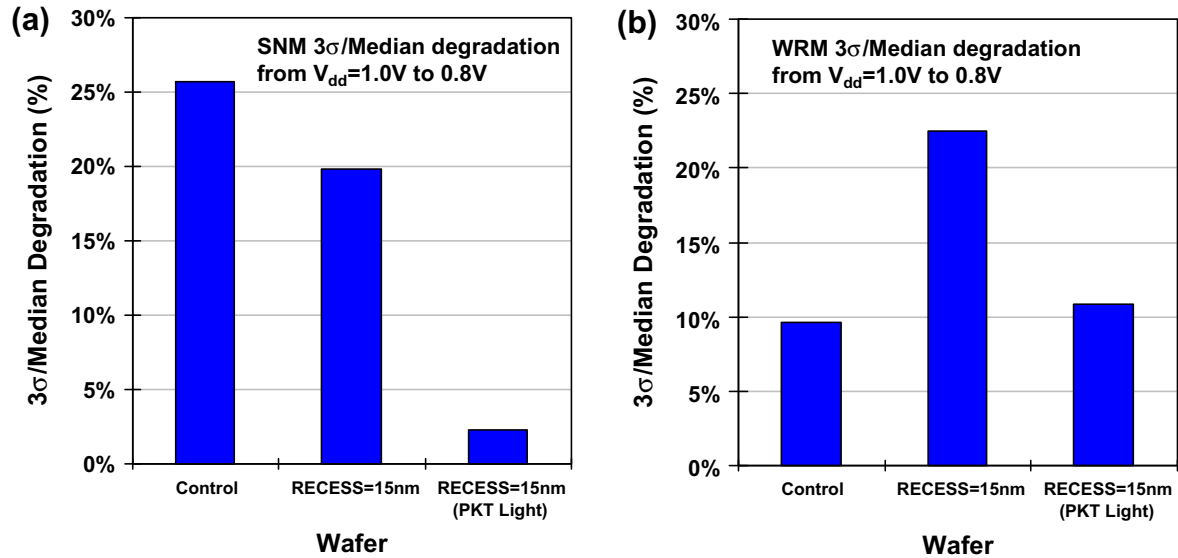 (a)
SNM 3σ/Median degradation
from Vdd=1.0V to 0.8V
3σ/Median Degradation (%)
30%
25%
20%
15%
10%
5%
0%
Control
RECESS=15nm
RECESS=15nm
(PKT Light)
Wafer
(b)
WRM 3σ/Median degradation
from Vdd=1.0V to 0.8V
3σ/Median Degradation (%)
30%
25%
20%
15%
10%
5%
0%
Control
RECESS=15nm
RECESS=15nm
(PKT Light)
Wafer